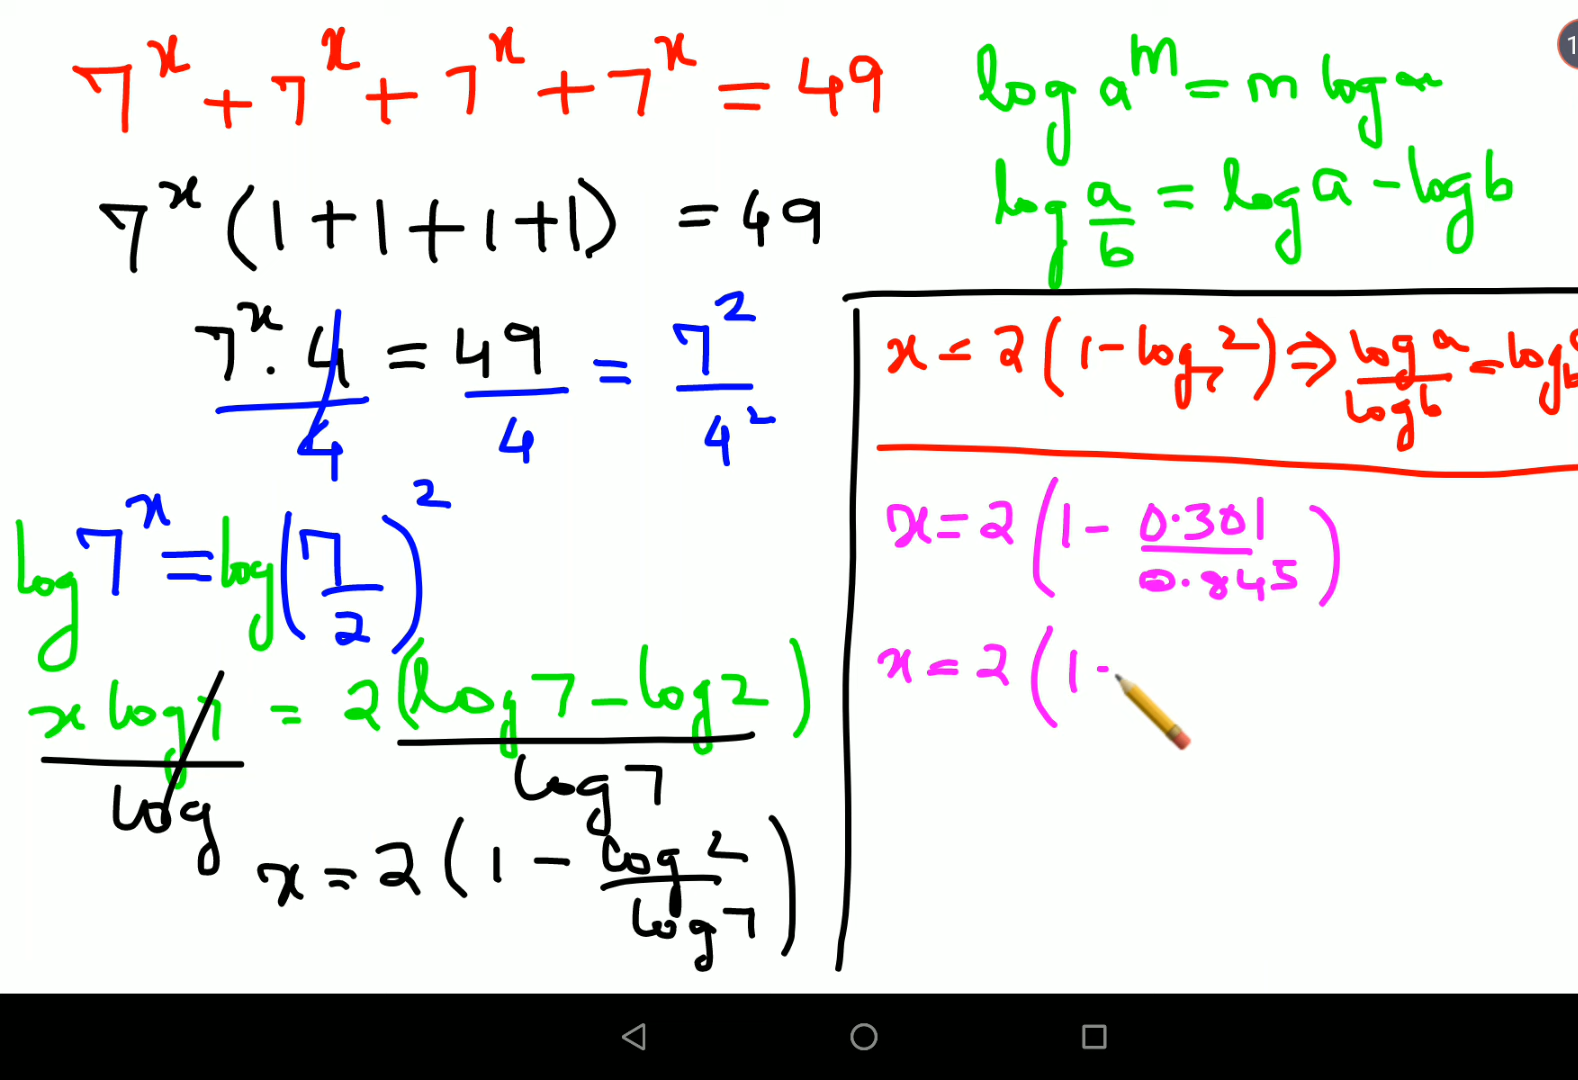 7^x + 7^x + 7^x + 7^x = 49
7^x (1 + 1 + 1 + 1) = 49
7^x . 4 / 4 = 49 / 4 = 7^2 / 4^2
log 7^x = log (7/2)^2
x log 7 / log = 2 (log 7 - log 2) / log 7
x = 2 (1 - log 2 / log 7)
log a^m = m log a
log a/b = log a - log b
x = 2 (1 - log_7 2) ⇒ log a / log b = log_b
x = 2 (1 - 0.301 / 0.845)
x = 2 (1 -